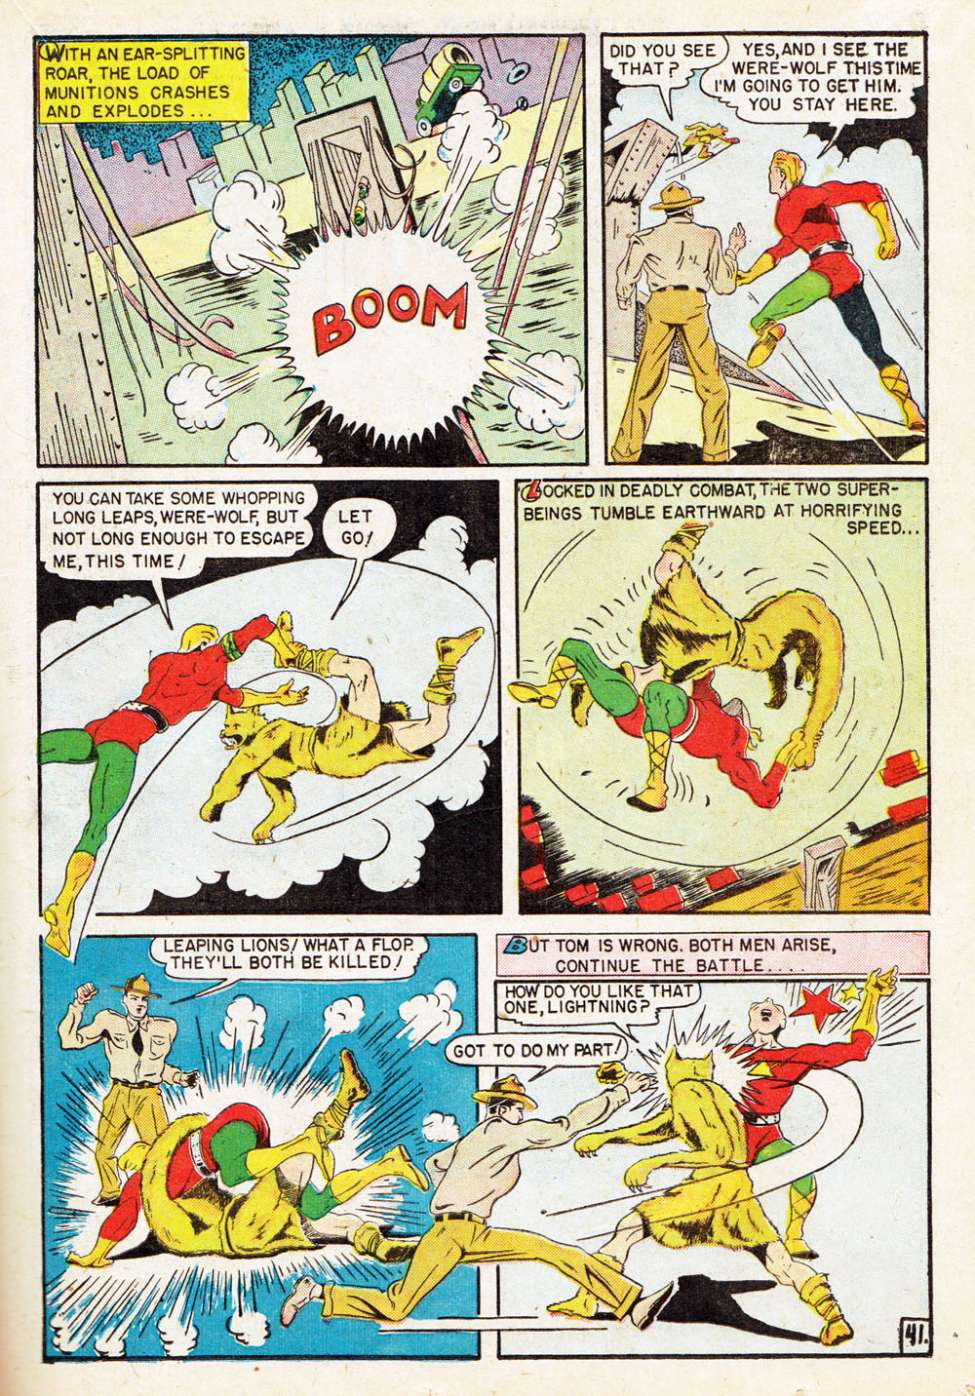 WITH AN EAR-SPLITTING
ROAR, THE LOAD OF
MUNITIONS CRASHES
AND EXPLODES...
BOOM
DID YOU SEE
THAT?
YES, AND I SEE THE
WERE-WOLF THIS TIME
I'M GOING TO GET HIM.
YOU STAY HERE.
YOU CAN TAKE SOME WHOPPING
LONG LEAPS, WERE-WOLF, BUT
NOT LONG ENOUGH TO ESCAPE
ME, THIS TIME!
LET
GO!
LOCKED IN DEADLY COMBAT, THE TWO SUPER-
BEINGS TUMBLE EARTHWARD AT HORRIFYING
SPEED...
LEAPING LIONS! WHAT A FLOP.
THEY'LL BOTH BE KILLED!
BUT TOM IS WRONG. BOTH MEN ARISE,
CONTINUE THE BATTLE....
HOW DO YOU LIKE THAT
ONE, LIGHTNING?
GOT TO DO MY PART!
41.